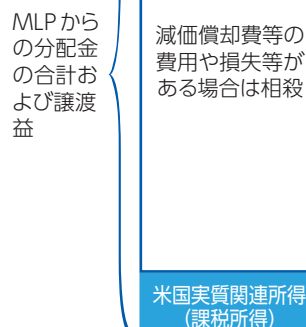 MLPから
の分配金
の合計お
よび譲渡
益
減価償却費等の
費用や損失等が
ある場合は相殺
米国実質関連所得
(課税所得)